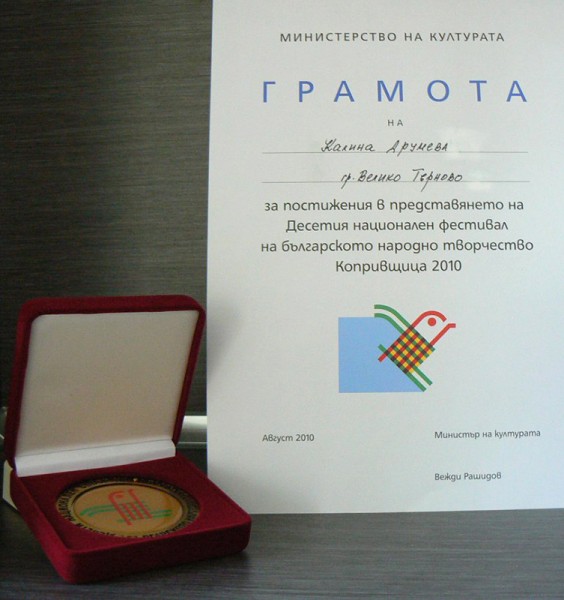 МИНИСТЕРСТВО НА КУЛТУРАТА
ГРАМОТА
НА
Калина Друмева
гр. Велико Търново
за постижения в представянето на
Десетия национален фестивал
на българското народно творчество
Копривщица 2010
Август 2010
Министър на културата
Вежди Рашидов